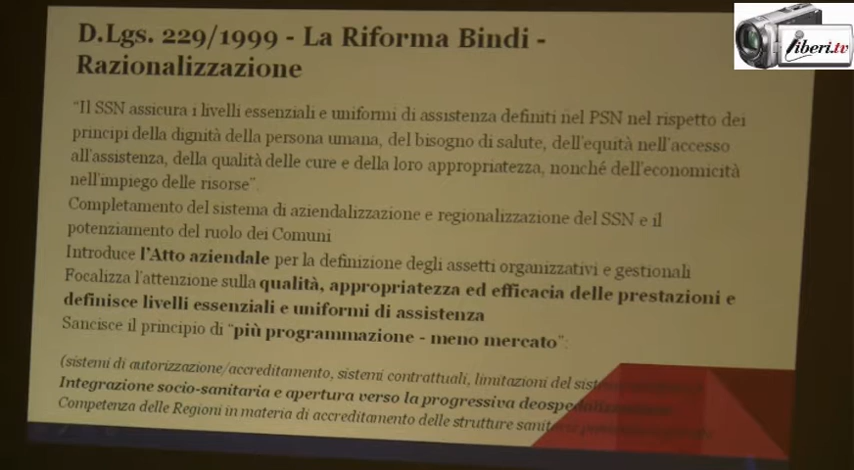 D.Lgs. 229/1999 - La Riforma Bindi -
Razionalizzazione
iberi.tv
“Il SSN assicura i livelli essenziali e uniformi di assistenza definiti nel PSN nel rispetto dei
principi della dignità della persona umana, del bisogno di salute, dell'equità nell'accesso
all'assistenza, della qualità delle cure e della loro appropriatezza, nonché dell'economicità
nell'impiego delle risorse”.
Completamento del sistema di aziendalizzazione e regionalizzazione del SSN e il
potenziamento del ruolo dei Comuni
Introduce l'Atto aziendale per la definizione degli assetti organizzativi e gestionali
Focalizza l'attenzione sulla qualità, appropriatezza ed efficacia delle prestazioni e
definisce livelli essenziali e uniformi di assistenza
Sancisce il principio di “più programmazione - meno mercato”:
(sistemi di autorizzazione/accreditamento, sistemi contrattuali, limitazioni del
Integrazione socio-sanitaria e apertura verso la progressiva
Competenza delle Regioni in materia di accreditamento delle strutture